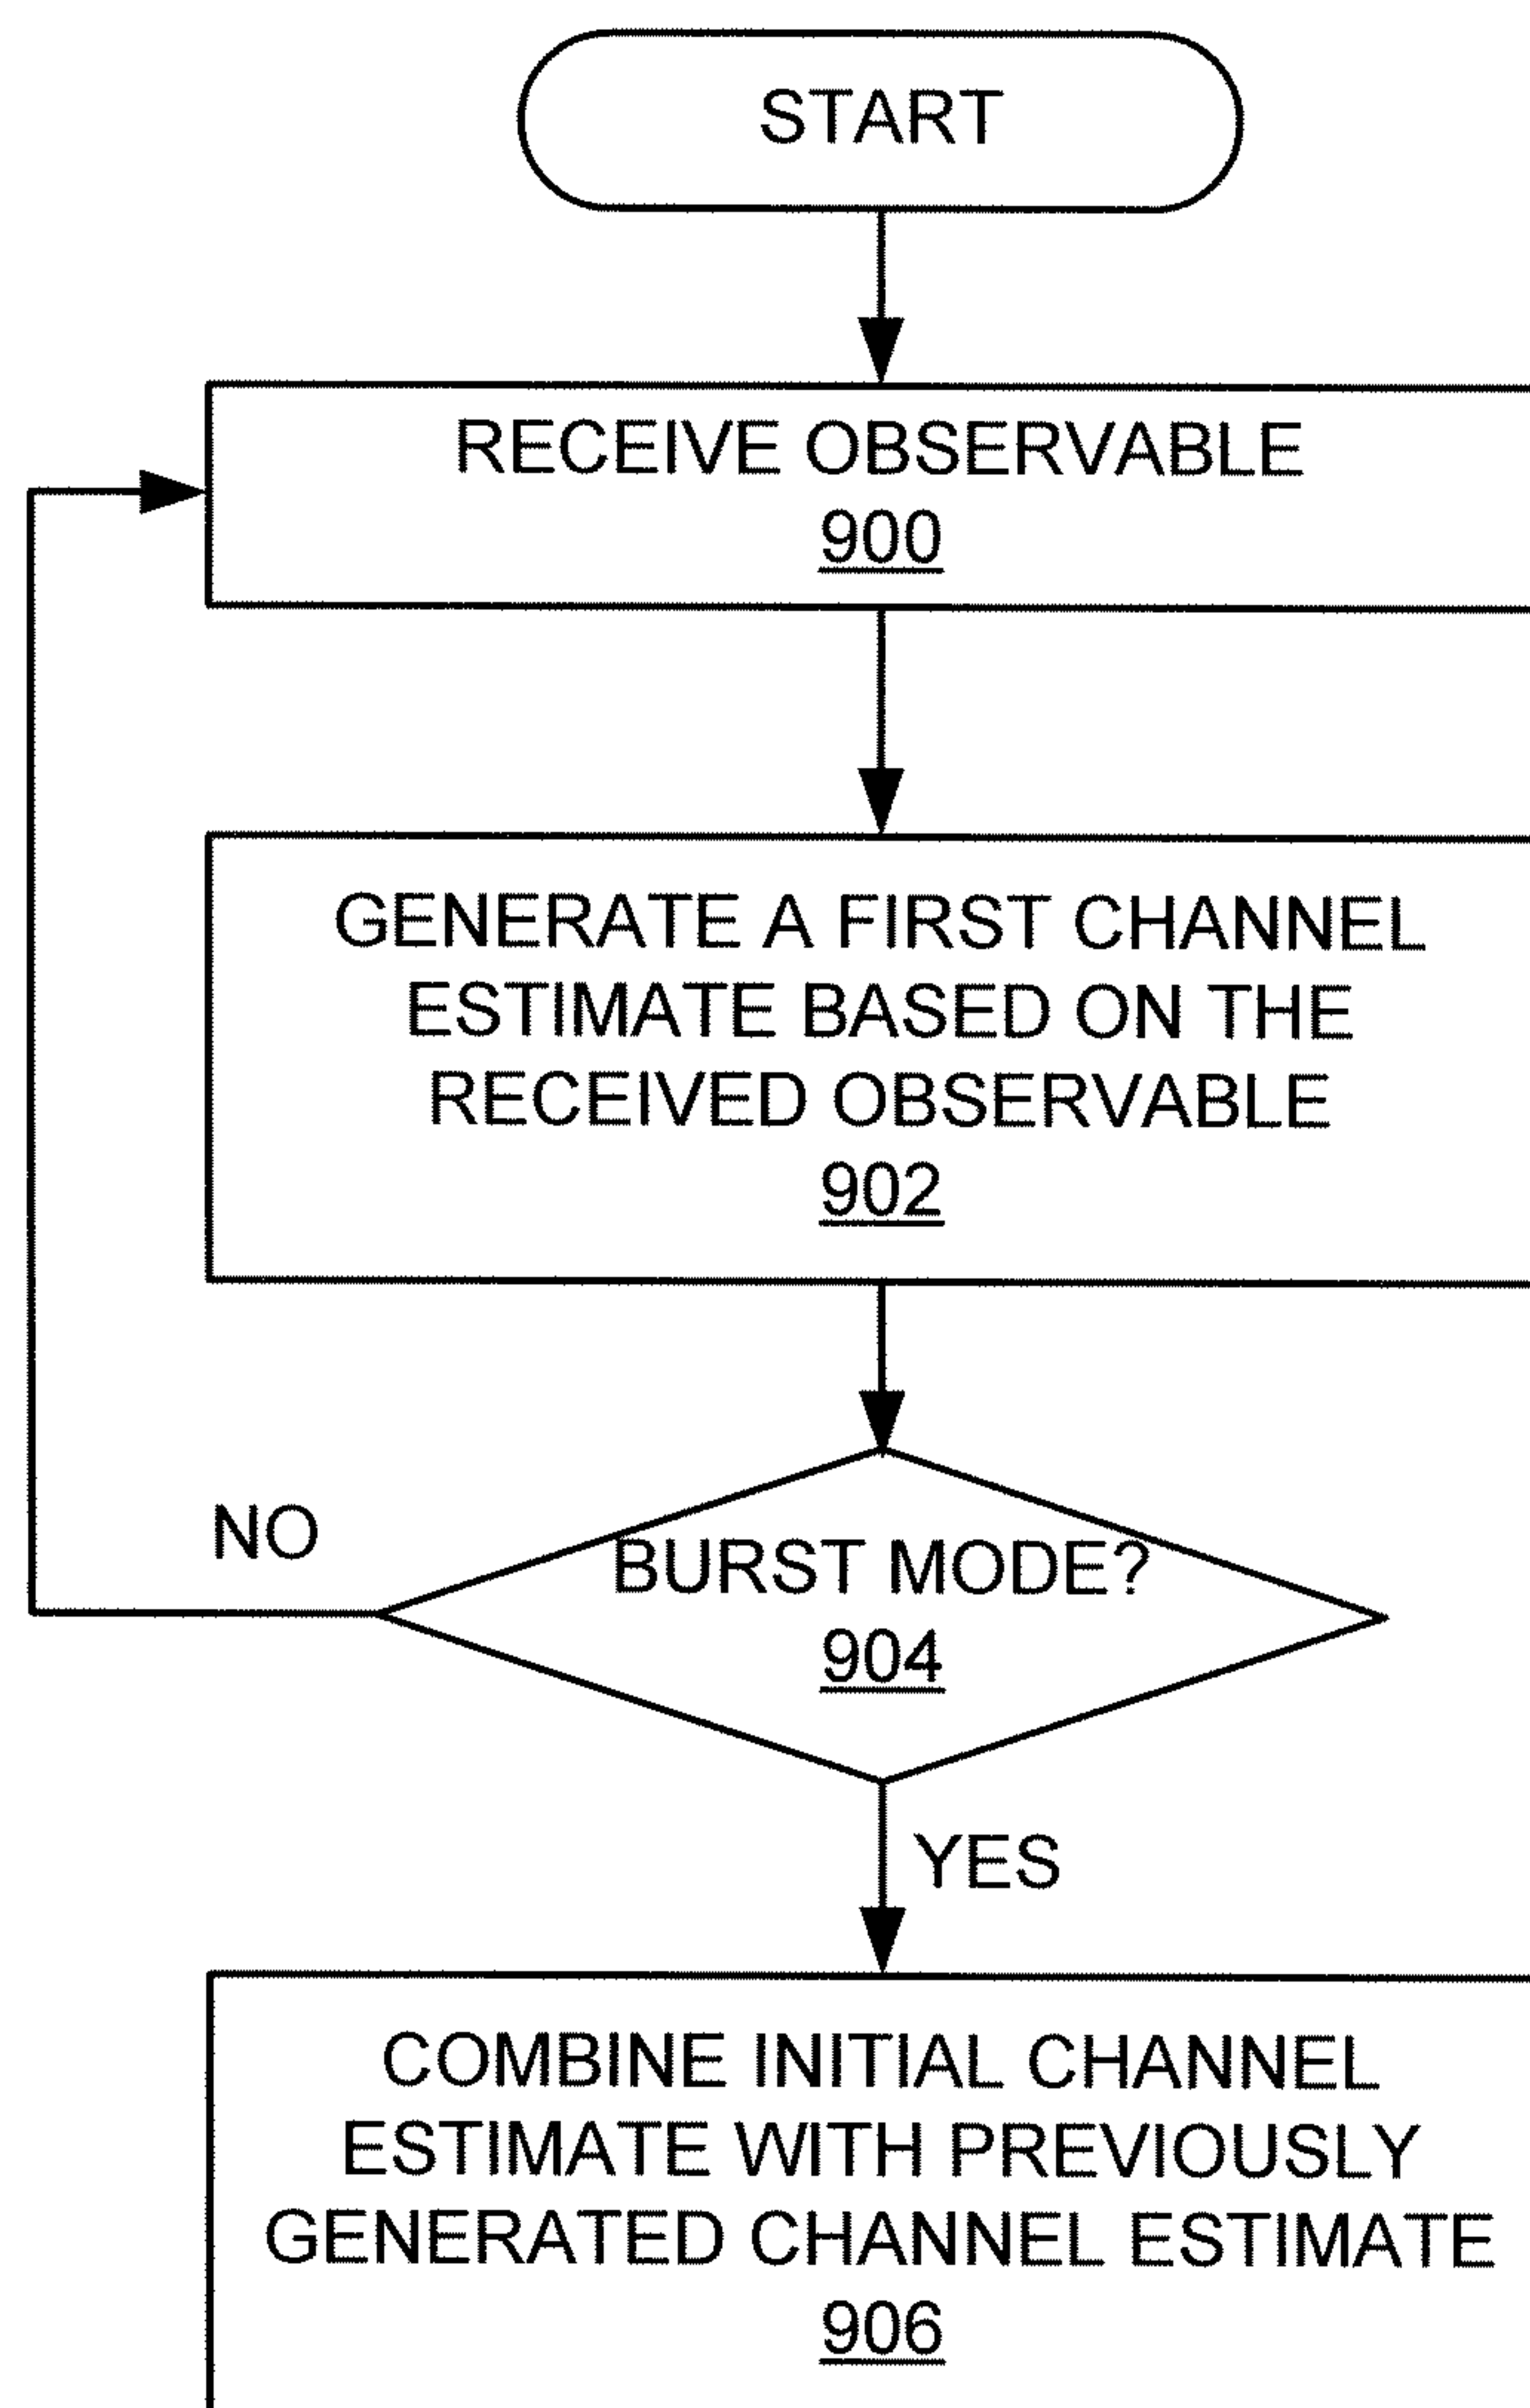 START
RECEIVE OBSERVABLE
900
GENERATE A FIRST CHANNEL
ESTIMATE BASED ON THE
RECEIVED OBSERVABLE
902
NO
BURST MODE?
904
YES
COMBINE INITIAL CHANNEL
ESTIMATE WITH PREVIOUSLY
GENERATED CHANNEL ESTIMATE
906